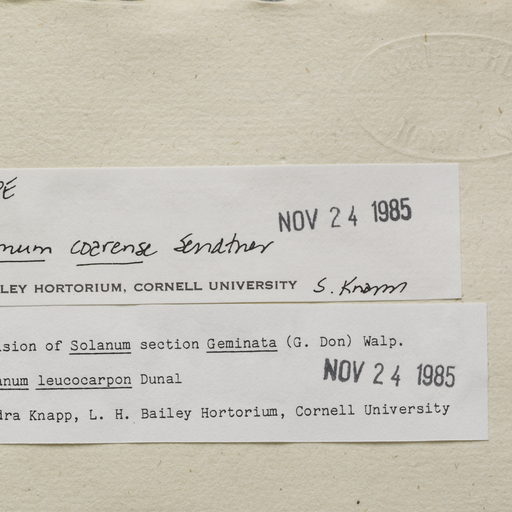 PE
NOV 24 1985
num coarense Sendtner
LEY HORTORIUM, CORNELL UNIVERSITY S. Knapp
ision of Solanum section Geminata (G. Don) Walp.
anum leucocarpon Dunal NOV 24 1985
dra Knapp, L. H. Bailey Hortorium, Cornell University